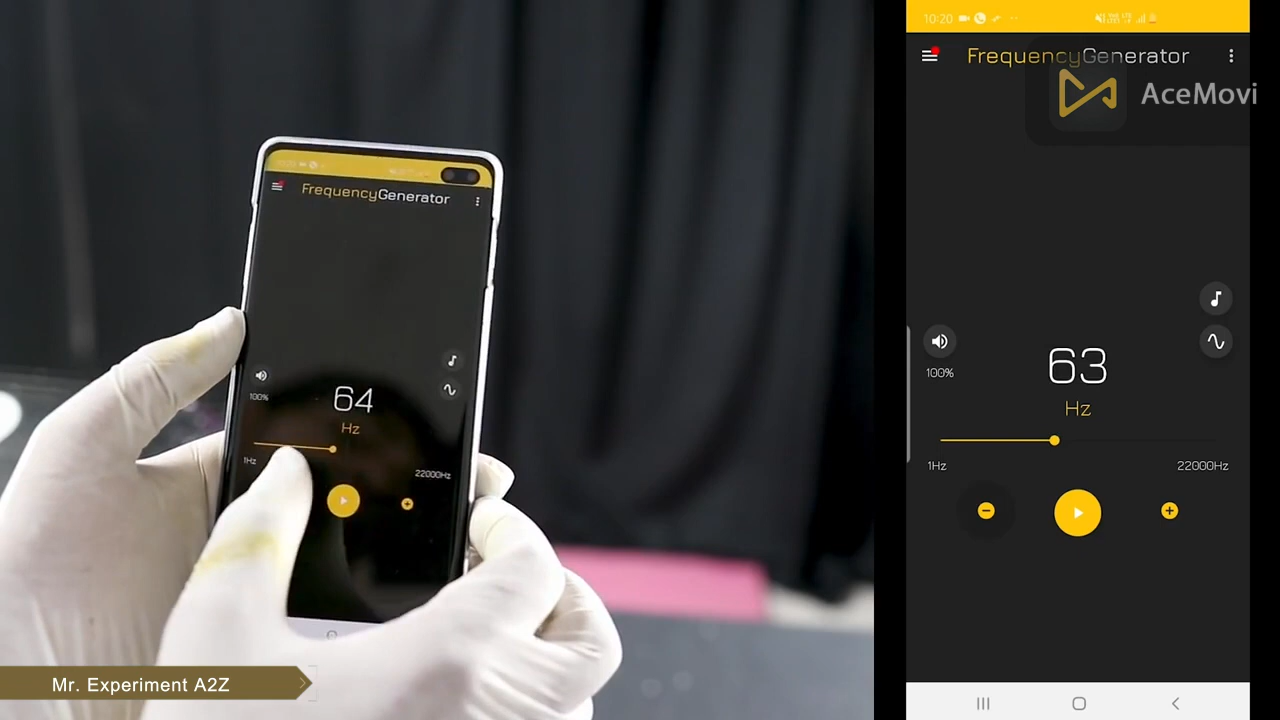 FrequencyGenerator
100%
64
Hz
1Hz
22000Hz
Mr. Experiment A2Z
10:20
FrequencyGenerator
AceMovi
100%
63
Hz
1Hz
22000Hz